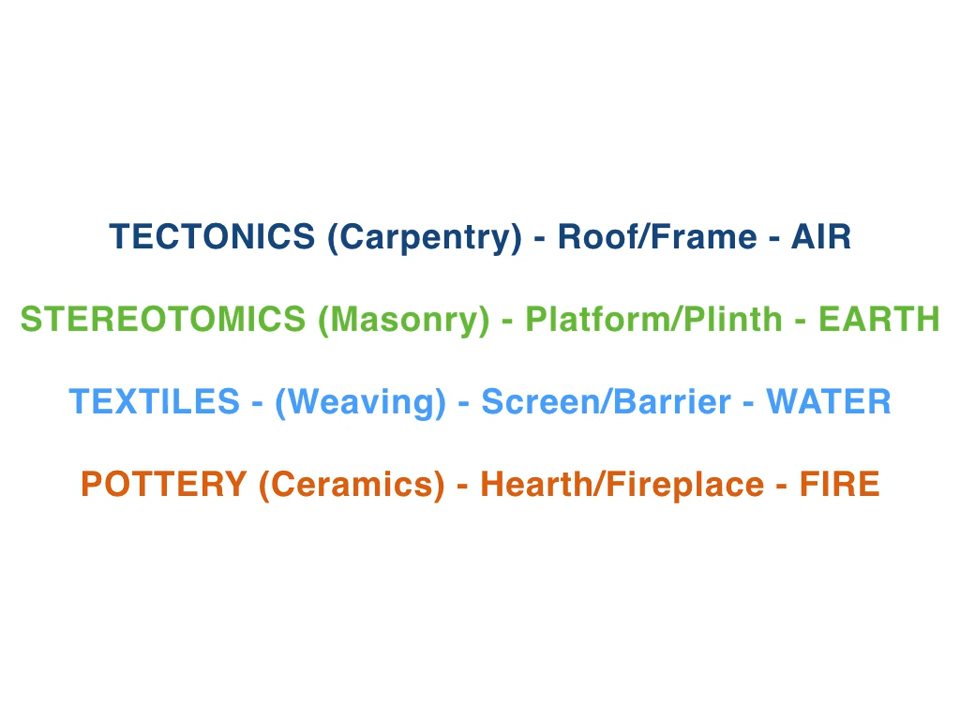 TECTONICS (Carpentry) - Roof/Frame - AIR
STEREOTOMICS (Masonry) - Platform/Plinth - EARTH
TEXTILES - (Weaving) - Screen/Barrier - WATER
POTTERY (Ceramics) - Hearth/Fireplace - FIRE